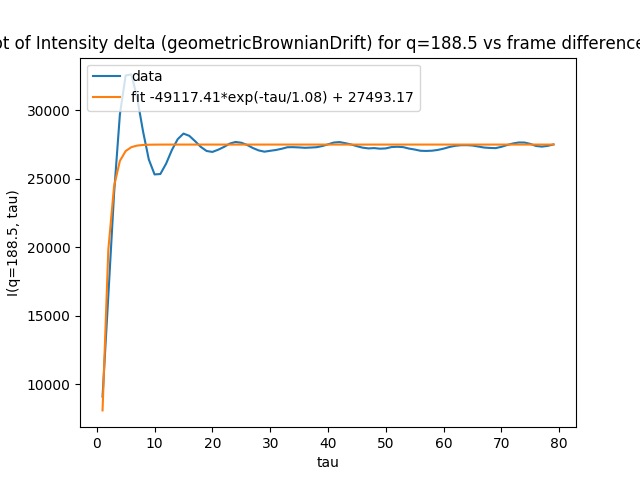 ot of Intensity delta (geometricBrownianDrift) for q=188.5 vs frame difference
data
fit -49117.41*exp(-tau/1.08) + 27493.17
30000
25000
20000
15000
10000
I(q=188.5, tau)
0 10 20 30 40 50 60 70 80
tau